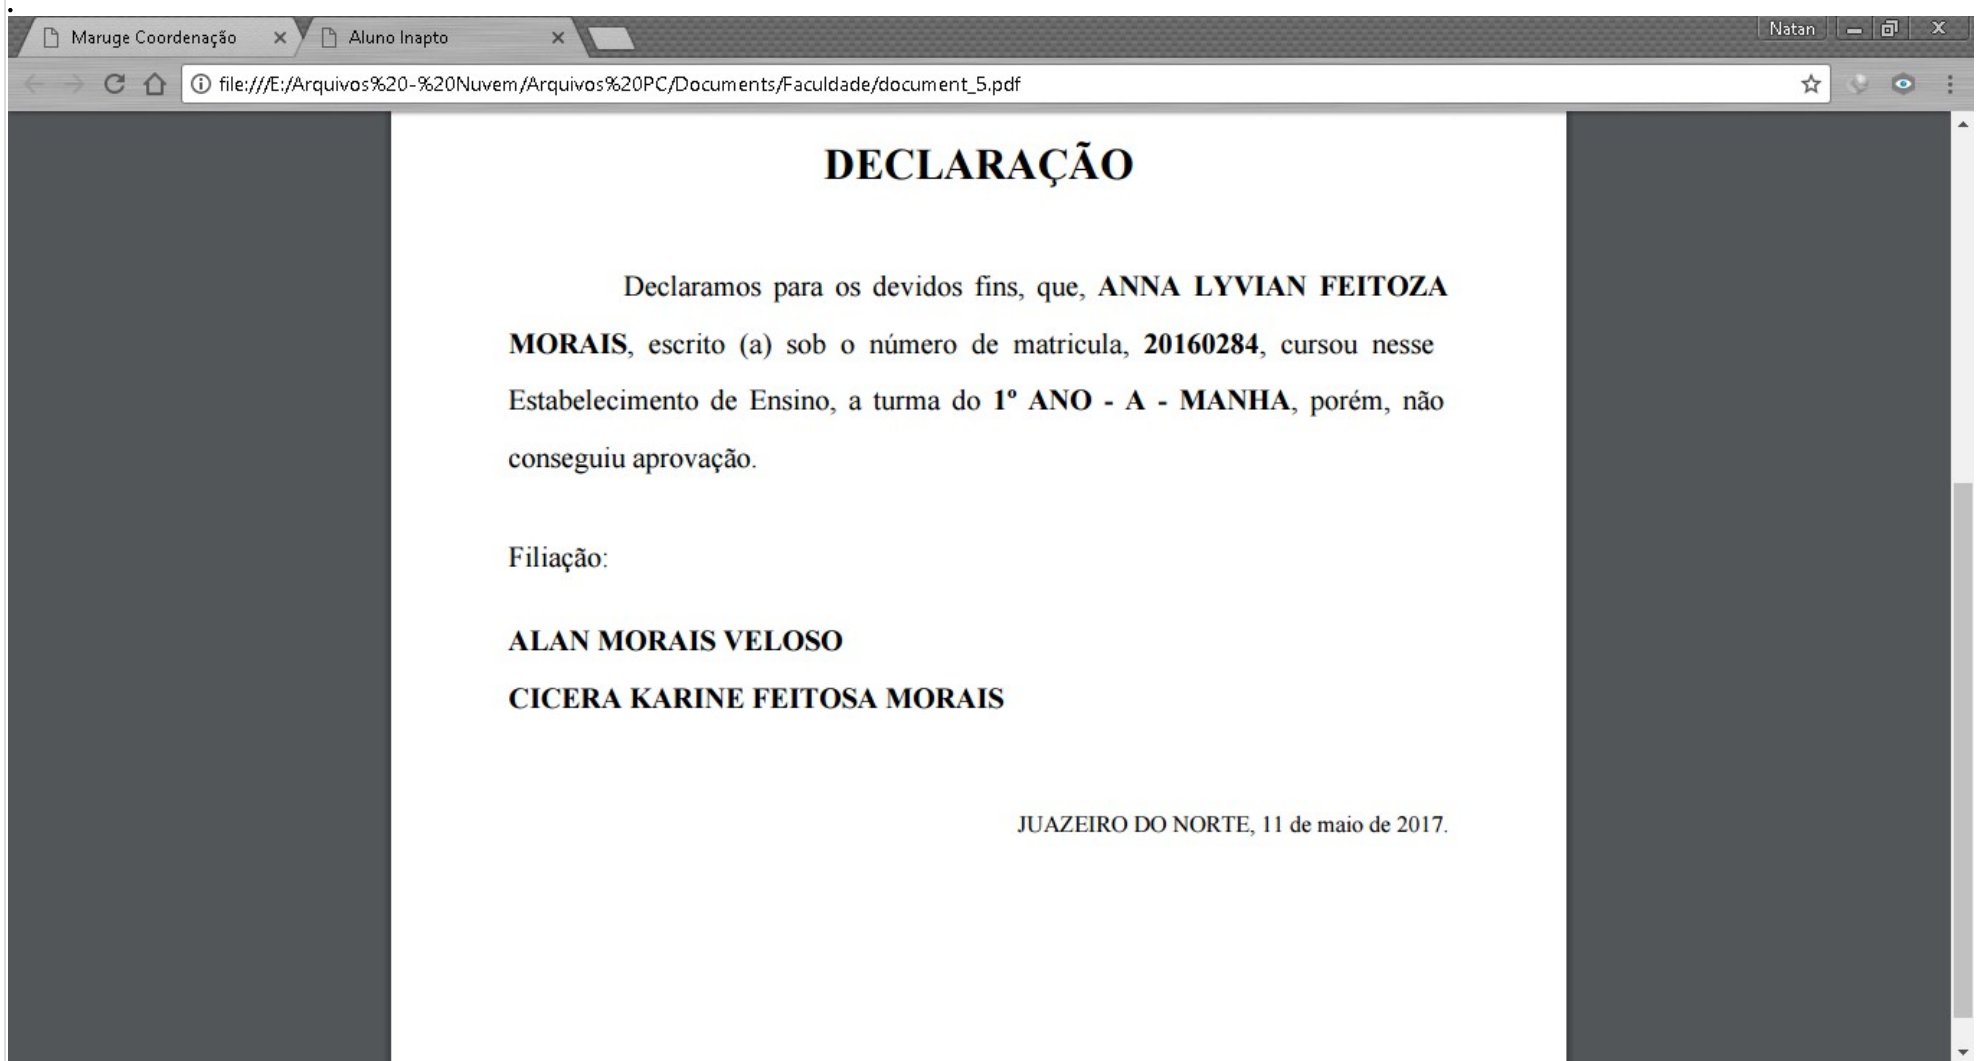 Maruge Coordenação
Aluno Inapto
Natan
file:///E:/Arquivos%20-%20Nuvem/Arquivos%20PC/Documents/Faculdade/document_5.pdf
DECLARAÇÃO
Declaramos para os devidos fins, que, ANNA LYVIAN FEITOZA
MORAIS, escrito (a) sob o número de matricula, 20160284, cursou nesse
Estabelecimento de Ensino, a turma do 1º ANO - A - MANHA, porém, não
conseguiu aprovação.
Filiação:
ALAN MORAIS VELOSO
CICERA KARINE FEITOSA MORAIS
JUAZEIRO DO NORTE, 11 de maio de 2017.